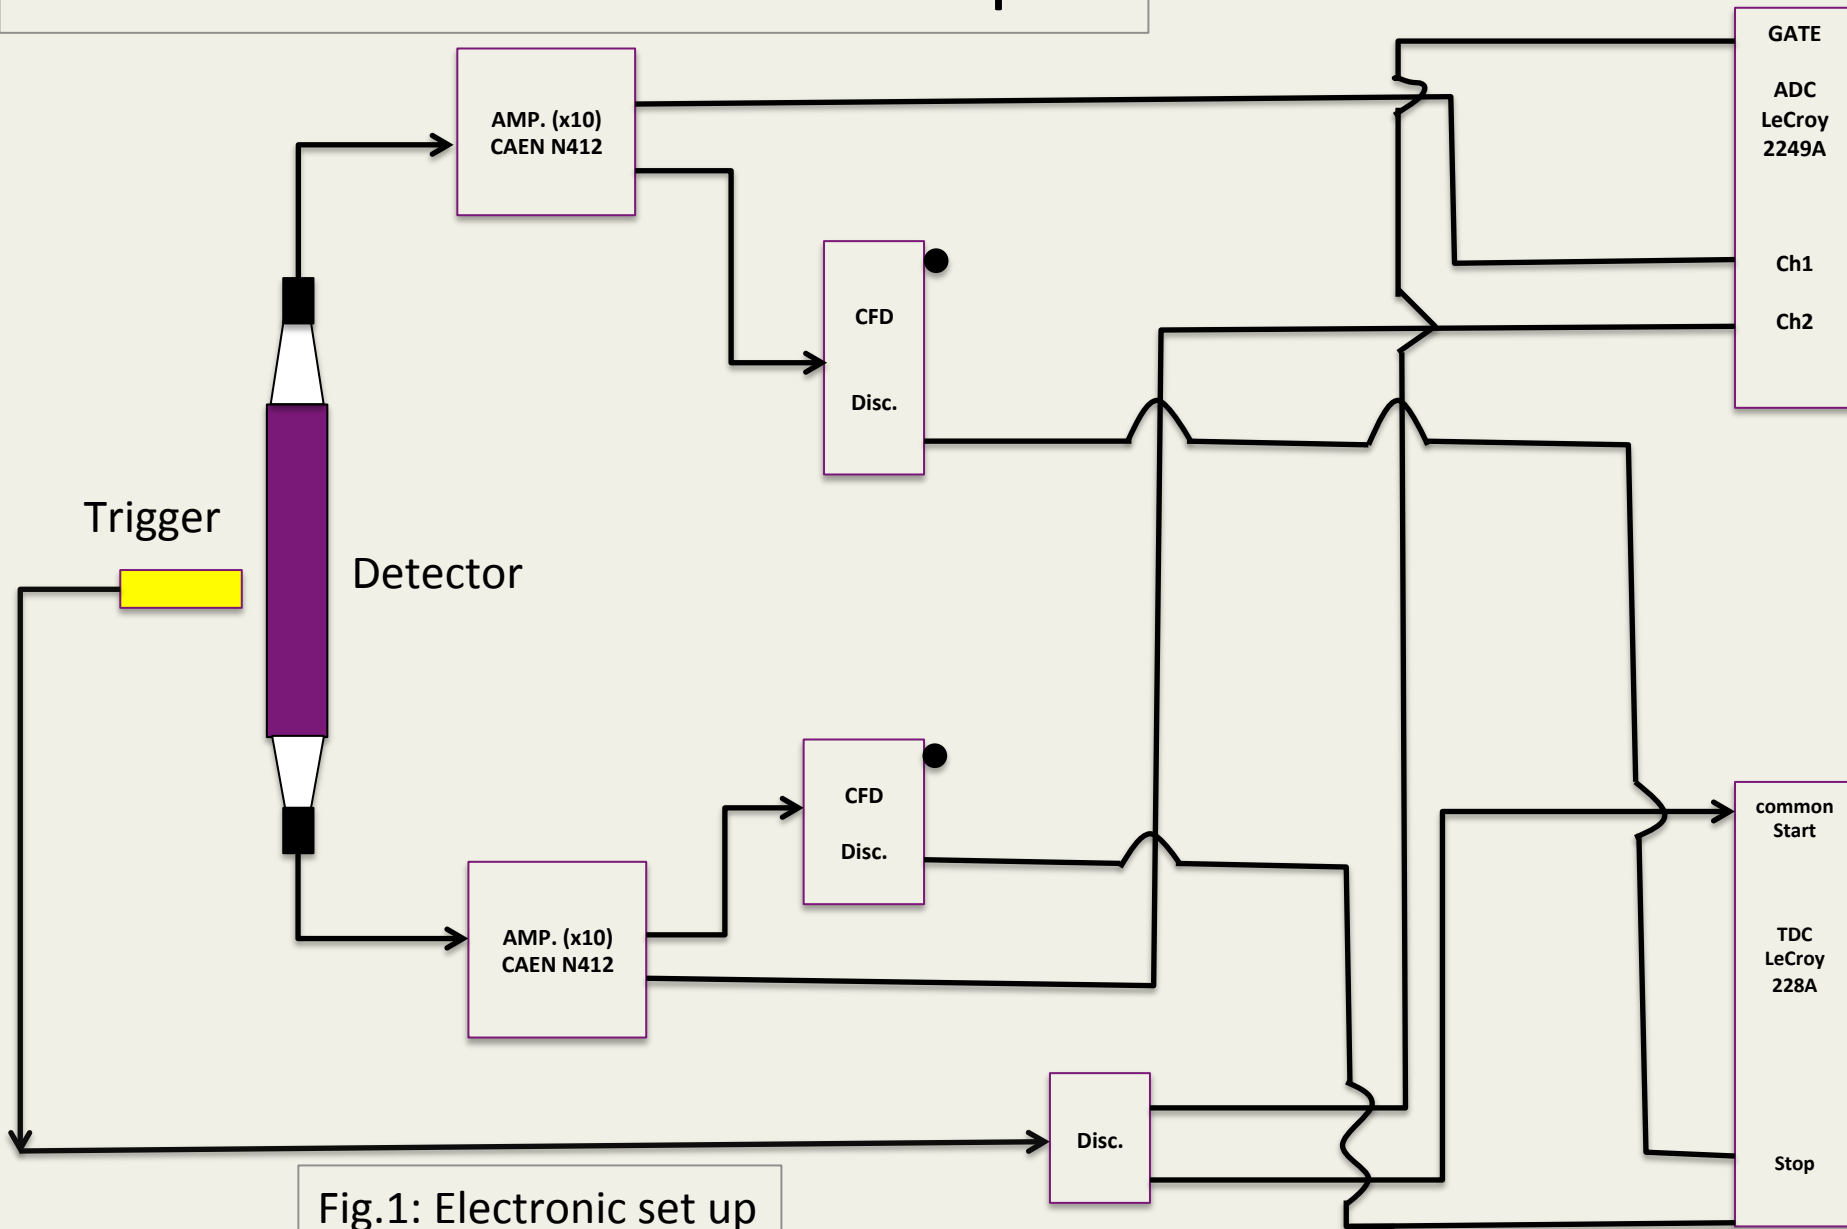 GATE
ADC
LeCroy
2249A
Ch1
Ch2
AMP. (x10)
CAEN N412
CFD
Disc.
Trigger
Detector
CFD
Disc.
AMP. (x10)
CAEN N412
common
Start
TDC
LeCroy
228A
Stop
Disc.
Fig.1: Electronic set up